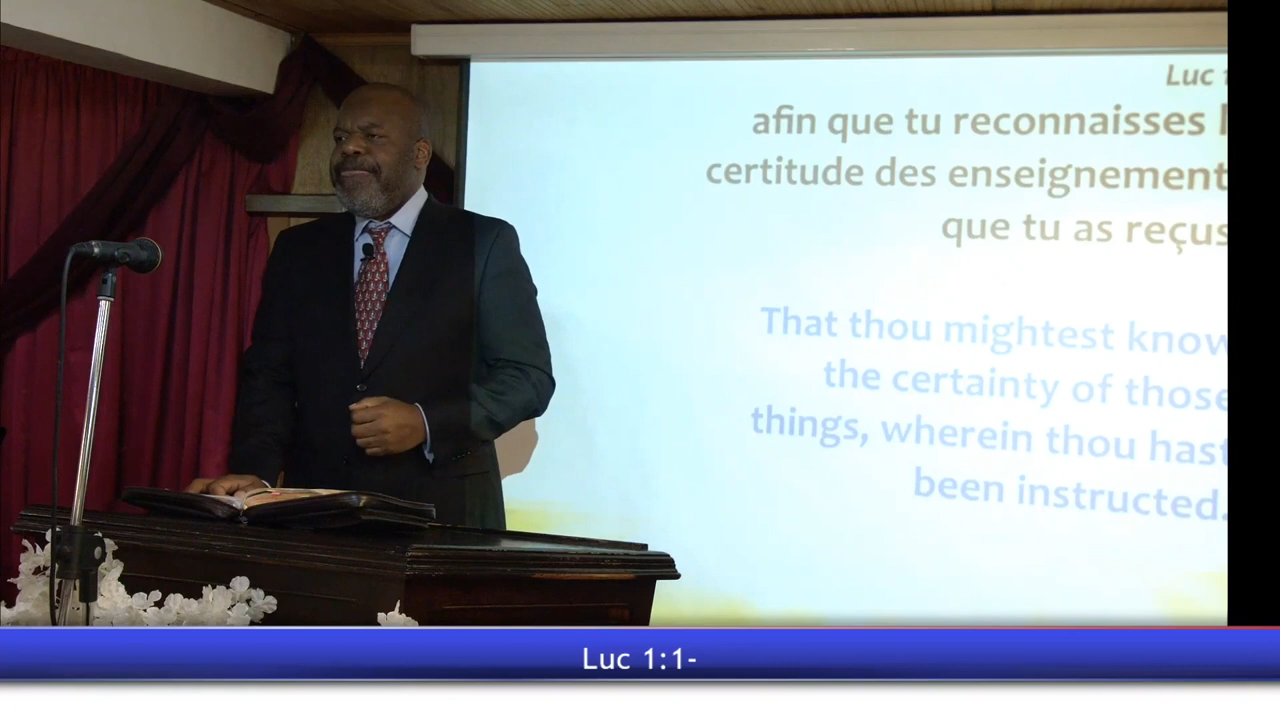 Luc
afin que tu reconnaisses
certitude des enseignement
que tu as reçus
That thou mightest know
the certainty of those
things, wherein thou hast
been instructed.
Luc 1:1-